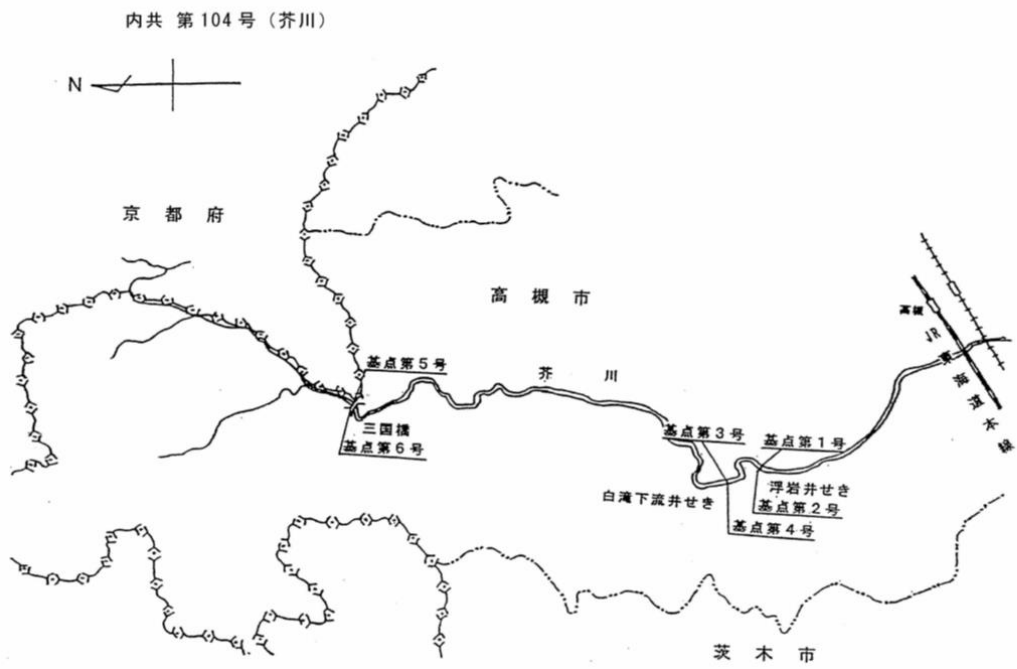 内共 第104号（芥川）
N
京都府
高槻市
高槻
JR東海道本線
基点第5号
芥川
三国橋
基点第6号
基点第3号
基点第1号
白滝下流井せき
浮岩井せき
基点第2号
基点第4号
茨木市